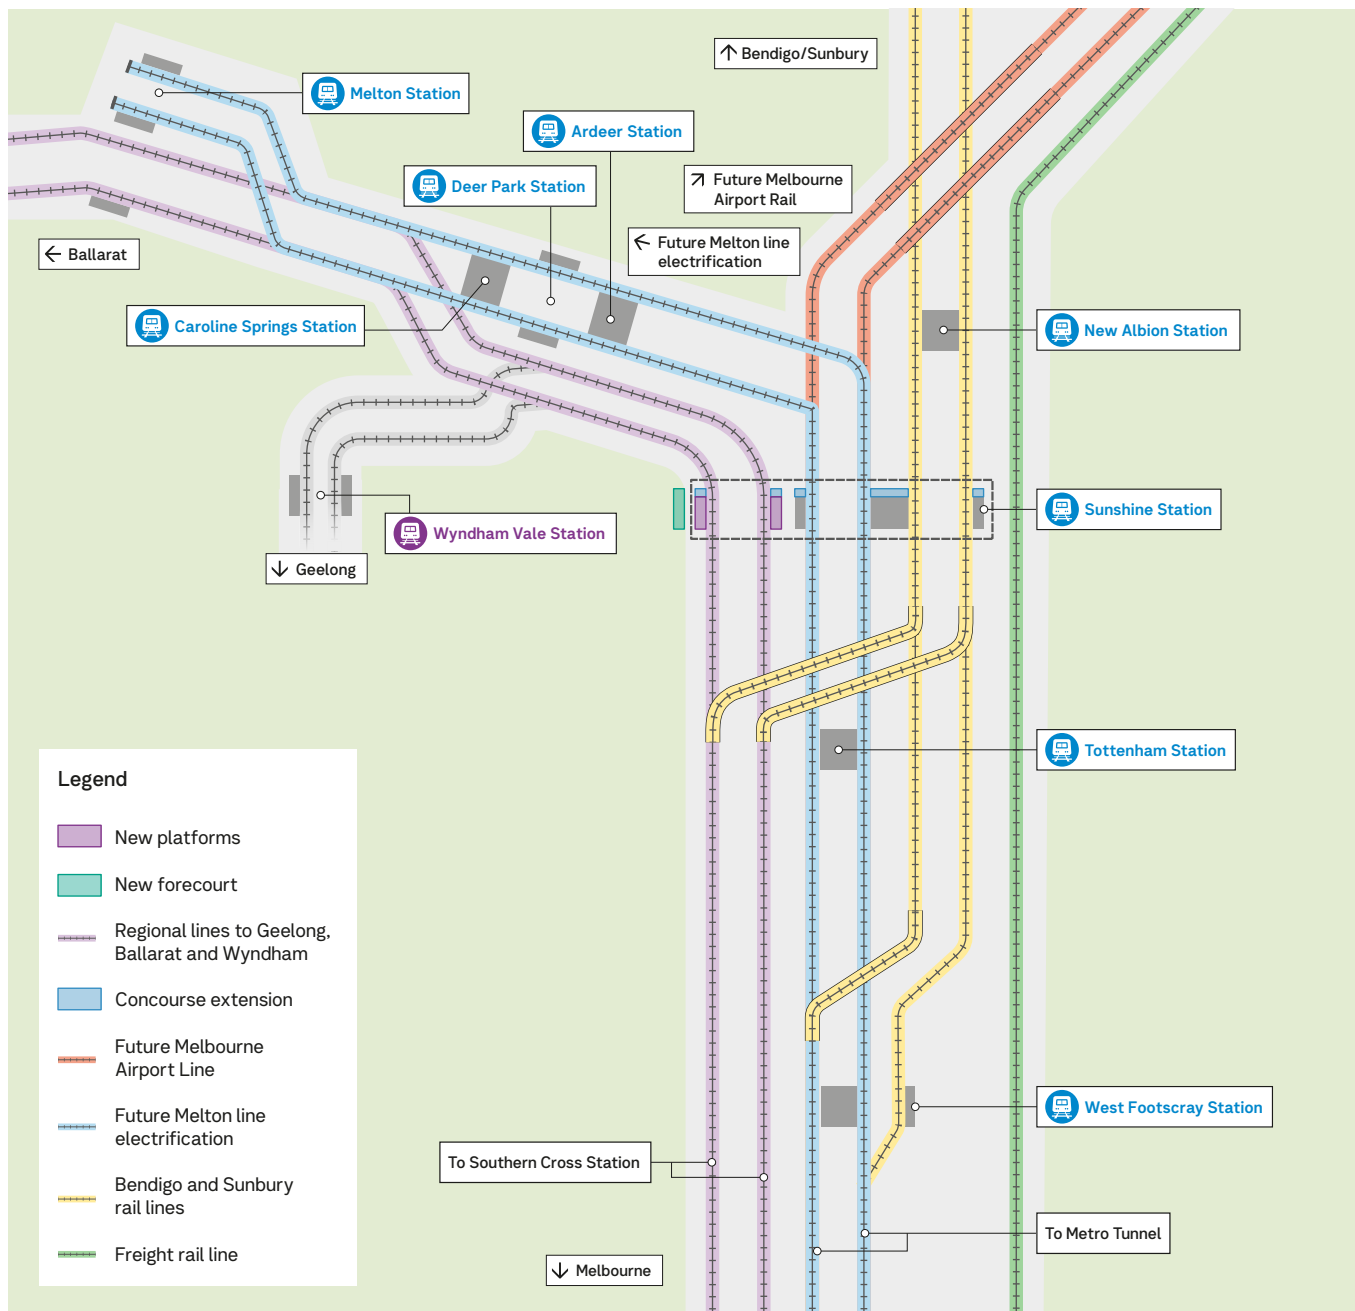 Bendigo/Sunbury
Melton Station
Ardeer Station
Deer Park Station
Future Melbourne
Airport Rail
Ballarat
Future Melton line
electrification
Caroline Springs Station
New Albion Station
Sunshine Station
Wyndham Vale Station
Geelong
Tottenham Station
Legend
New platforms
New forecourt
Regional lines to Geelong,
Ballarat and Wyndham
Concourse extension
Future Melbourne
Airport Line
Future Melton line
electrification
Bendigo and Sunbury
rail lines
Freight rail line
West Footscray Station
To Southern Cross Station
To Metro Tunnel
Melbourne